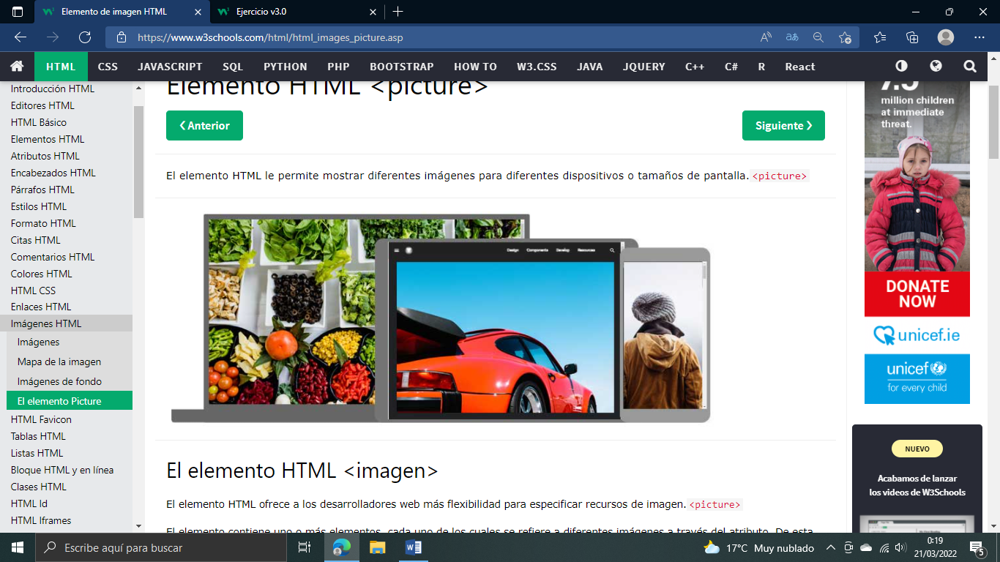 Elemento de imagen HTML
Ejercicio v3.0
https://www.w3schools.com/html/html_images_picture.asp
HTML
CSS
JAVASCRIPT
SQL
PYTHON
PHP
BOOTSTRAP
HOW TO
W3.CSS
JAVA
JQUERY
C++
C#
R
React
Introducción HTML
Editores HTML
HTML Básico
Elementos HTML
Atributos HTML
Encabezados HTML
Párrafos HTML
Estilos HTML
Formato HTML
Citas HTML
Comentarios HTML
Colores HTML
HTML CSS
Enlaces HTML
Imágenes HTML
Imágenes
Mapa de la imagen
Imágenes de fondo
El elemento Picture
HTML Favicon
Tablas HTML
Listas HTML
Bloque HTML y en línea
Clases HTML
HTML Id
HTML Iframes
Elemento HTML <picture>
❮ Anterior
Siguiente ❯
El elemento HTML le permite mostrar diferentes imágenes para diferentes dispositivos o tamaños de pantalla. <picture>
Design
Components
Develop
Resources
El elemento HTML <imagen>
El elemento HTML ofrece a los desarrolladores web más flexibilidad para especificar recursos de imagen. <picture>
El elemento contiene uno o más elementos, cada uno de los cuales se refiere a diferentes imágenes a través del atributo. De esta
7.5
million children
at immediate
threat.
DONATE
NOW
unicef.ie
unicef
for every child
NUEVO
Acabamos de lanzar
los videos de W3Schools
Escribe aquí para buscar
17°C Muy nublado
0:19
21/03/2022
5